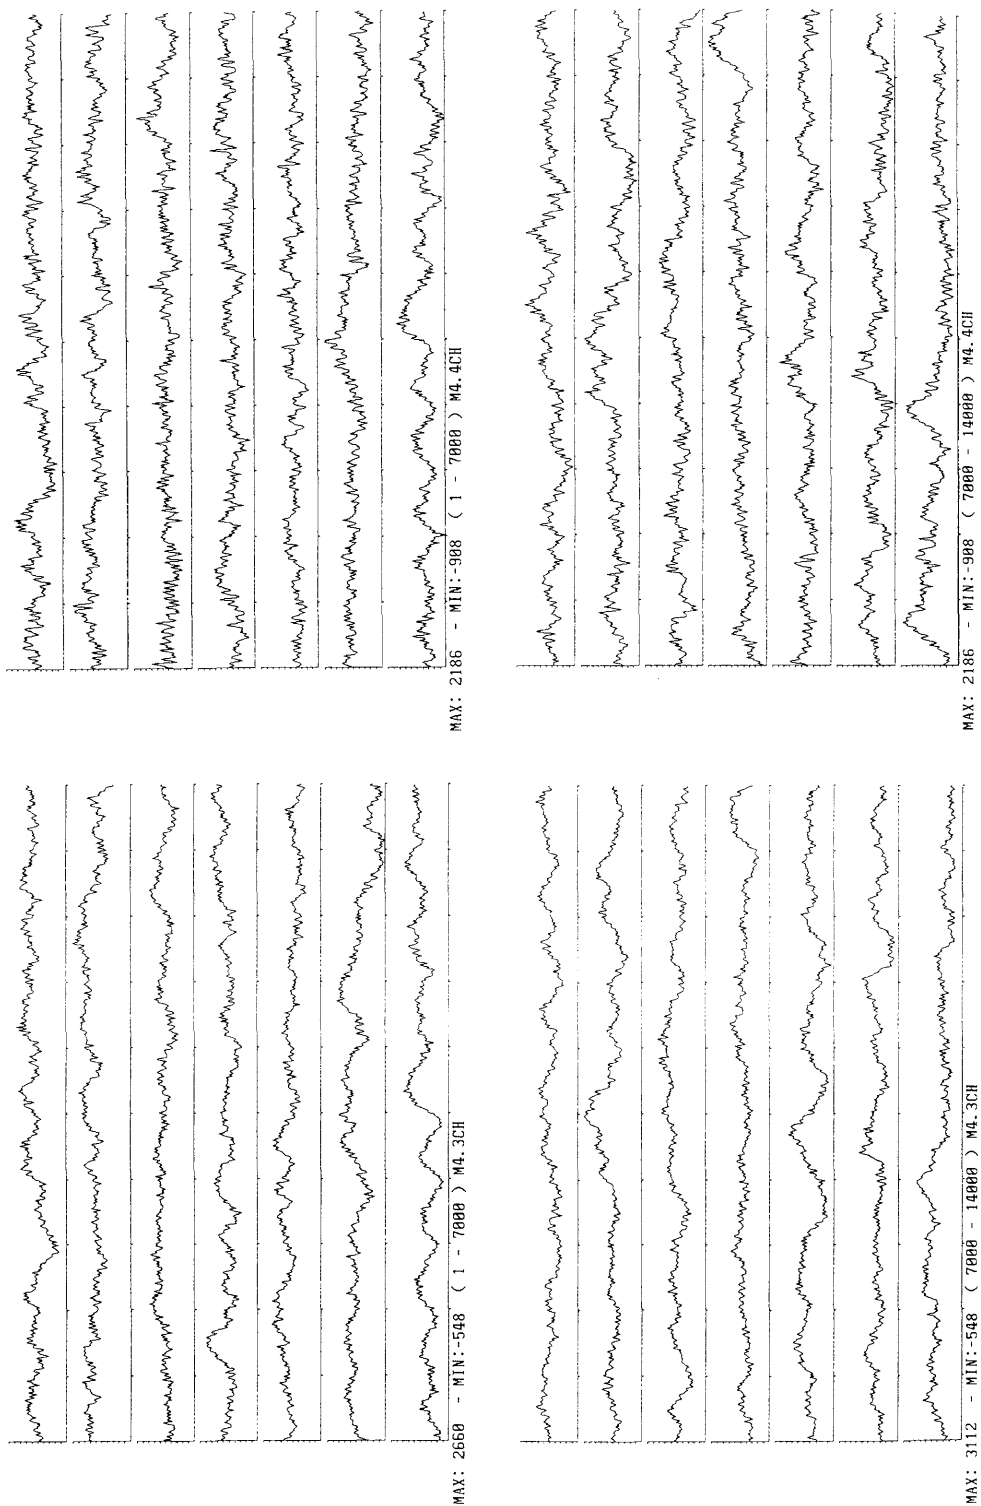 MAX: 2186 - MIN:-908 ( 1 - 7000 ) M4.4CH
MAX: 2186 - MIN:-908 ( 7000 - 14000 ) M4.4CH
MAX: 2660 - MIN:-548 ( 1 - 7000 ) M4.3CH
MAX: 3112 - MIN:-548 ( 7000 - 14000 ) M4.3CH